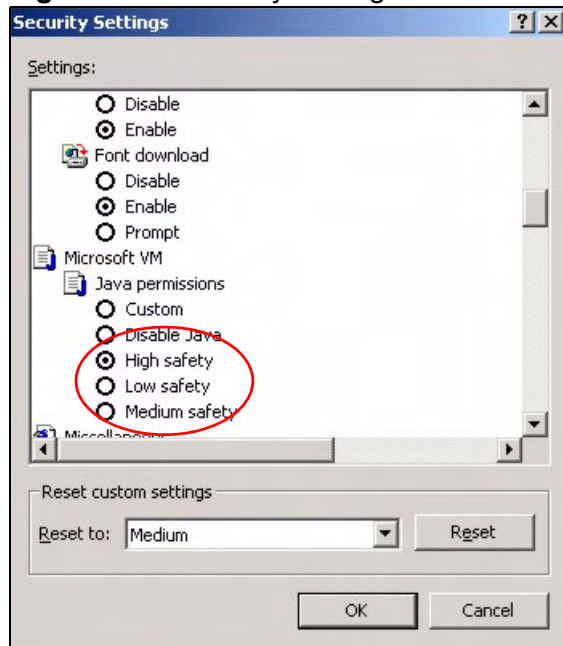 Security Settings
Settings:
Disable
Enable
Font download
Disable
Enable
Prompt
Microsoft VM
Java permissions
Custom
Disable Java
High safety
Low safety
Medium safety
Miscellaneous
Reset custom settings
Reset to: Medium Reset
OK Cancel